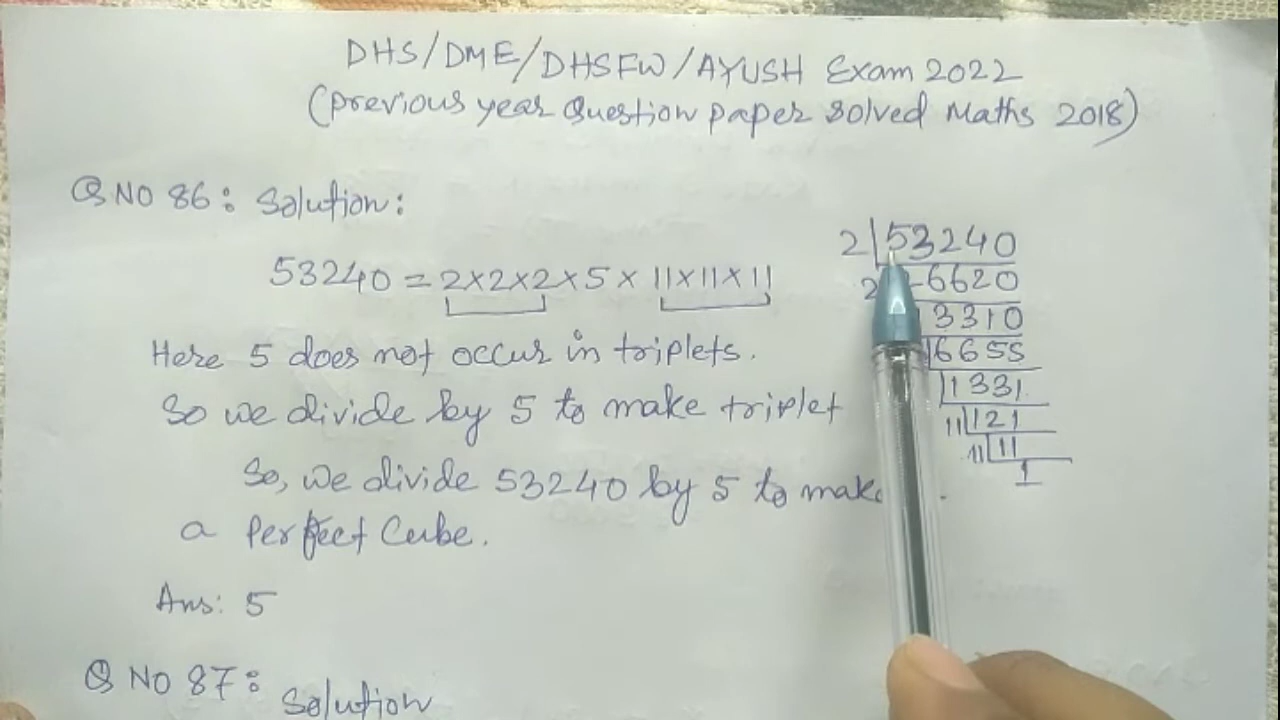 DHS/DME/DHSFW/AYUSH Exam 2022
(previous year Question paper solved Maths 2018)
Q NO 86: Solution:
53240 = 2×2×2×5×11×11×11
Here 5 does not occur in triplets.
So we divide by 5 to make triplet
So, we divide 53240 by 5 to make
a Perfect Cube.
Ans: 5
2 53240
2 6620
3310
6655
1331
11 121
11 11
1
Q NO 87: Solution